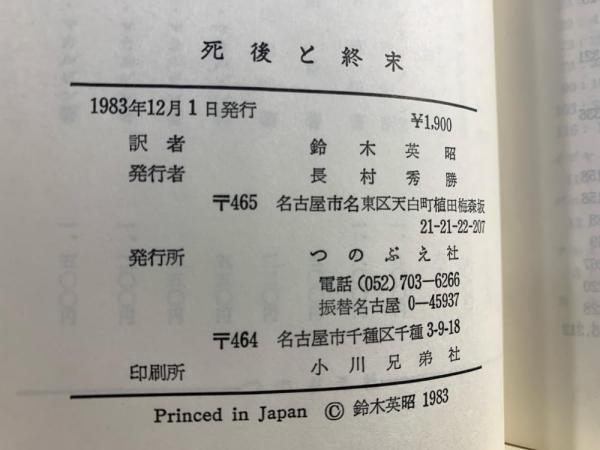 死後と終末
1983年12月1日発行 ¥1,900
訳者 鈴木英昭
発行者 長村秀勝
〒465 名古屋市名東区天白町植田梅森坂
21-21-22-207
発行所 つのぶえ社
電話 (052) 703-6266
振替名古屋 0-45937
〒464 名古屋市千種区千種 3-9-18
印刷所 小川兄弟社
Printed in Japan © 鈴木英昭 1983